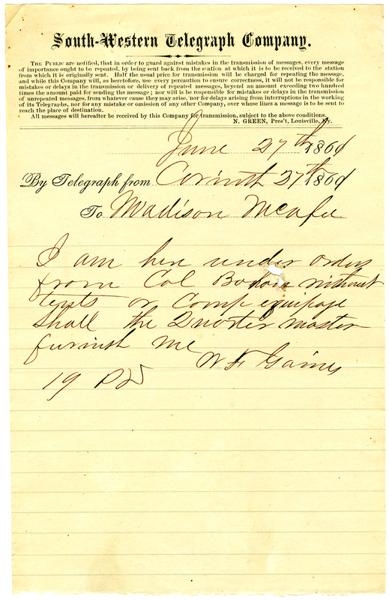 South-Western Telegraph Company.
THE PUBLIC are notified, that in order to guard against mistakes in the transmission of messages, every message
of importance ought to be repeated, by being sent back from the station at which it is to be received to the station
from which it is originally sent. Half the usual price for transmission will be charged for repeating the message,
and while this Company will, as heretofore, use every precaution to ensure correctness, it will not be responsible for
mistakes or delays in the transmission or delivery of repeated messages, beyond an amount exceeding two hundred
times the amount paid for sending the message; nor will it be responsible for mistakes or delays in the transmission
of unrepeated messages, from whatever cause they may arise, nor for delays arising from interruptions in the working
of its Telegraphs, nor for any mistake or omission of any other Company, over whose lines a message is to be sent to
reach the place of destination.
All messages will hereafter be received by this Company for transmission, subject to the above conditions.
N. GREEN, Pres't, Louisville, Ky.
June 27th 1861
By Telegraph from Corinth 27th 1861
To Madison McAfee
I am here under orders
from Col without
tents or Camp equipage
Shall the Quarter master
furnish me
W F Gaines
19